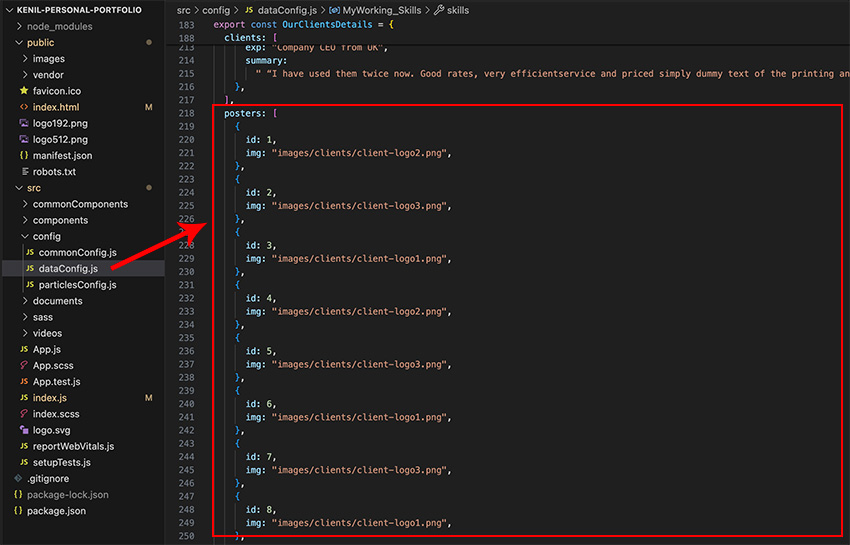 KENIL-PERSONAL-PORTFOLIO
node_modules
public
images
vendor
favicon.ico
index.html M
logo192.png
logo512.png
manifest.json
robots.txt
src
commonComponents
components
config
JS commonConfig.js
JS dataConfig.js
JS particlesConfig.js
documents
sass
videos
JS App.js
App.scss
JS App.test.js
JS index.js M
index.scss
logo.svg
JS reportWebVitals.js
JS setupTests.js
.gitignore
{} package-lock.json
{} package.json
src > config > JS dataConfig.js > MyWorking_Skills > skills
183 export const OurClientsDetails = {
188 clients: [
213 exp: "Company CEO from UK",
214 summary:
215 " “I have used them twice now. Good rates, very efficientservice and priced simply dummy text of the printing an
216 },
217 ],
218 posters: [
219 {
220 id: 1,
221 img: "images/clients/client-logo2.png",
222 },
223 {
224 id: 2,
225 img: "images/clients/client-logo3.png",
226 },
{
228 id: 3,
229 img: "images/clients/client-logo1.png",
230 },
231 {
232 id: 4,
233 img: "images/clients/client-logo2.png",
234 },
235 {
236 id: 5,
237 img: "images/clients/client-logo3.png",
238 },
239 {
240 id: 6,
241 img: "images/clients/client-logo1.png",
242 },
243 {
244 id: 7,
245 img: "images/clients/client-logo3.png",
246 },
247 {
248 id: 8,
249 img: "images/clients/client-logo1.png",
250 },